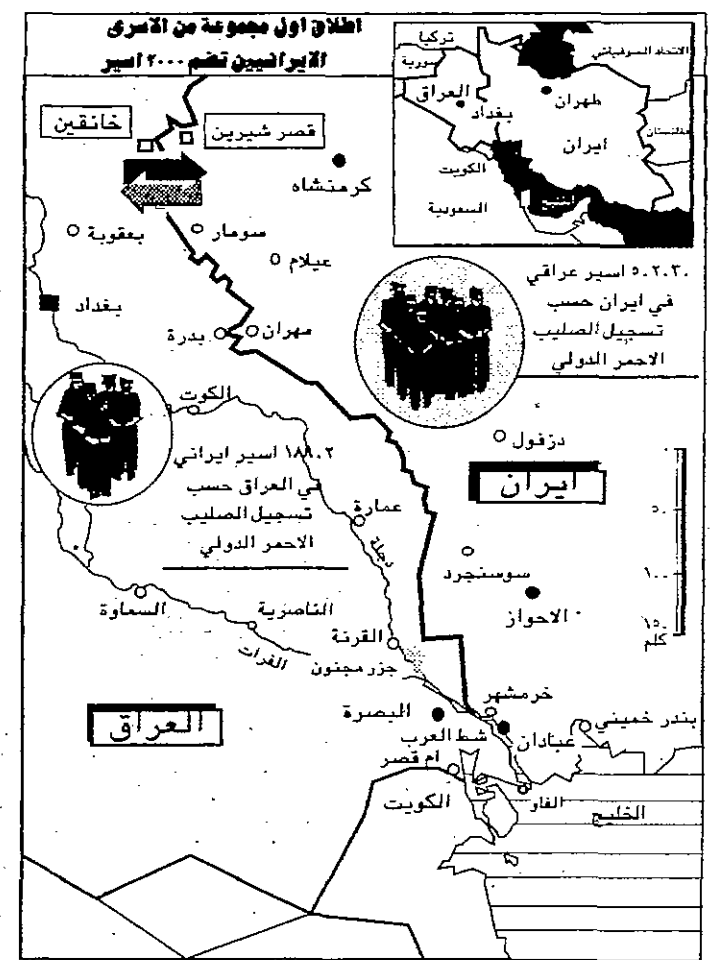 اطلاق اول مجموعة من الاسرى
الايرانيين تضم ٢٠٠٠ اسير
تركيا
سورية
الاتحاد السوفياتي
العراق
بغداد
طهران
ايران
الكويت
السعودية
الخليج
خانقين
قصر شيرين
كرمنشاه
بعقوبة
سومار
عيلام
بغداد
بدرة
مهران
٥٠٢٠٣٠ اسير عراقي
في ايران حسب
تسجيل الصليب
الاحمر الدولي
الكوت
دزفول
اسير ايراني
في العراق حسب
تسجيل الصليب
الاحمر الدولي
ايران
عمارة
دجلة
سوسنجرد
الاحواز
٠
٥٠
١٠٠
١٥٠
كلم
السماوة
الناصرية
الفرات
القرنة
جزر مجنون
العراق
البصرة
خرمشهر
عبادان
بندر خميني
شط العرب
ام قصر
الكويت
الفاو
الخليج